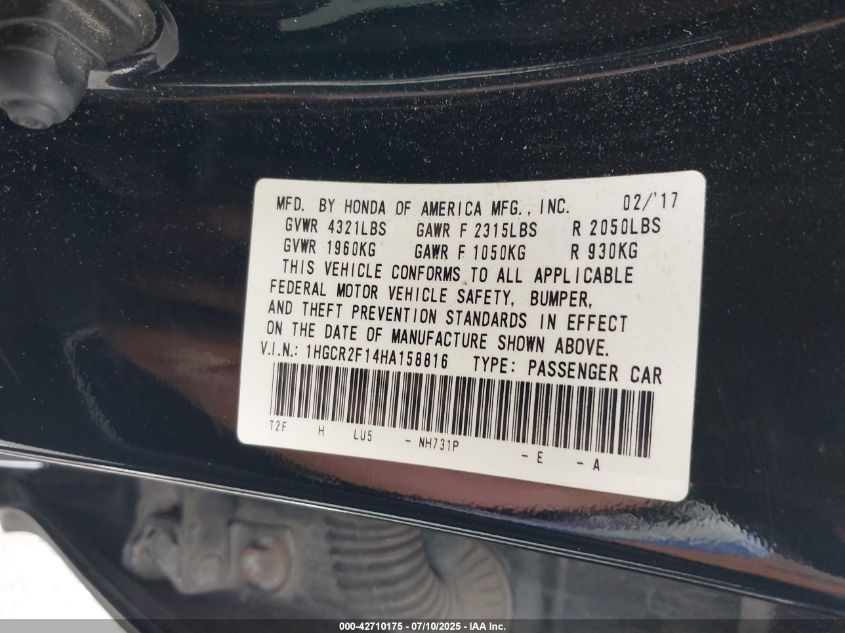 MFD. BY HONDA OF AMERICA MFG., INC. 02/'17
GVWR 4321LBS GAWR F 2315LBS R 2050LBS
GVWR 1960KG GAWR F 1050KG R 930KG
THIS VEHICLE CONFORMS TO ALL APPLICABLE
FEDERAL MOTOR VEHICLE SAFETY, BUMPER,
AND THEFT PREVENTION STANDARDS IN EFFECT
ON THE DATE OF MANUFACTURE SHOWN ABOVE.
V.I.N.: 1HGCR2F14HA158816 TYPE: PASSENGER CAR
T2F H LU5 - NH731P - E - A
000-42710175 - 07/10/2025 - IAA Inc.